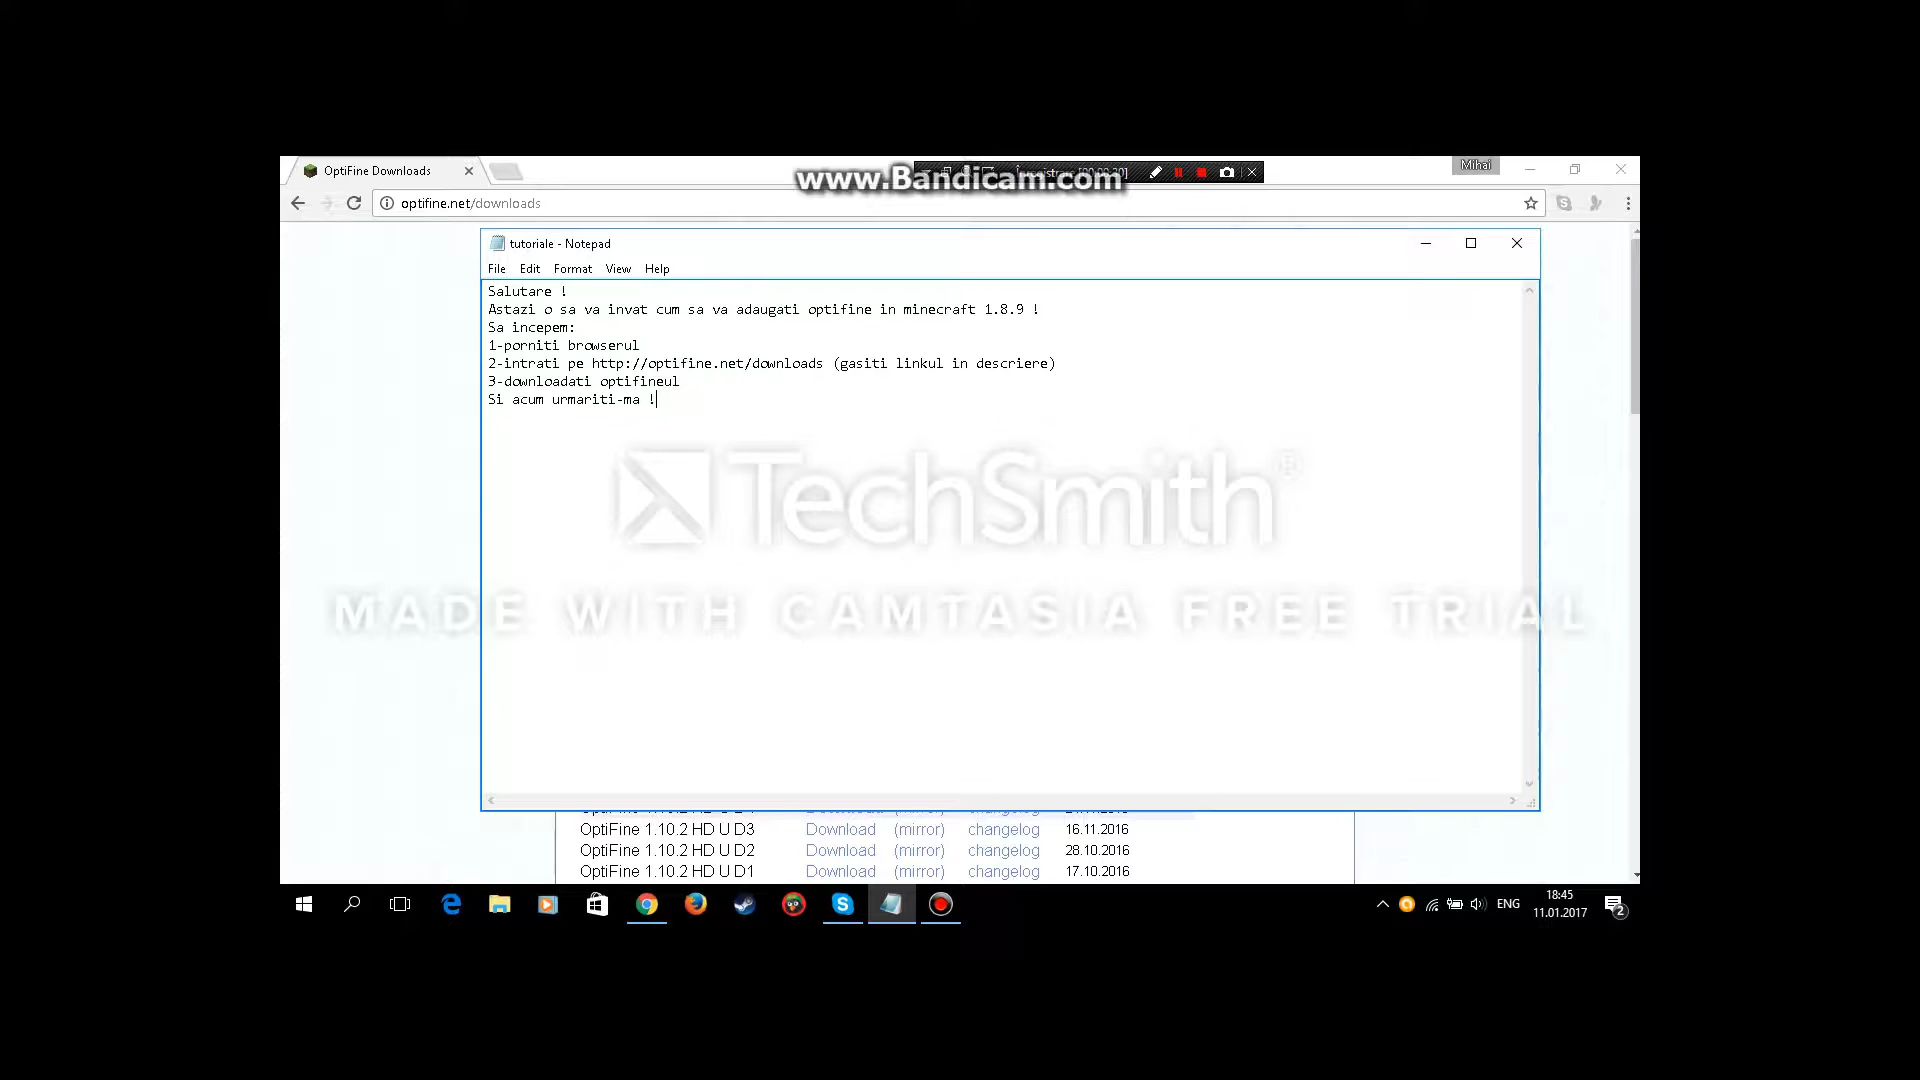 OptiFine Downloads
www.Bandicam.com
Mihai
optifine.net/downloads
tutoriale - Notepad
File Edit Format View Help
Salutare !
Astazi o sa va invat cum sa va adaugati optifine in minecraft 1.8.9 !
Sa incepem:
1-porniti browserul
2-intrati pe http://optifine.net/downloads (gasiti linkul in descriere)
3-downloadati optifineul
Si acum urmariti-ma !
TechSmith®
MADE WITH CAMTASIA FREE TRIAL
OptiFine 1.10.2 HD U D3 Download (mirror) changelog 16.11.2016
OptiFine 1.10.2 HD U D2 Download (mirror) changelog 28.10.2016
OptiFine 1.10.2 HD U D1 Download (mirror) changelog 17.10.2016
ENG
18:45
11.01.2017
2